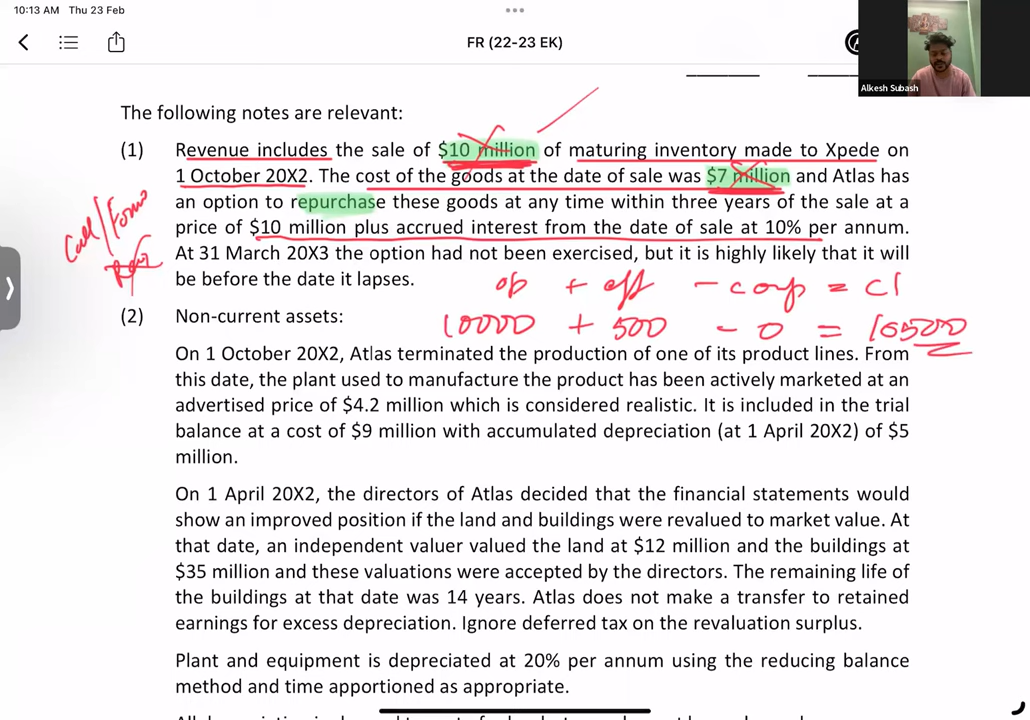 10:13 AM Thu 23 Feb
FR (22-23 EK)
Alkesh Subash
The following notes are relevant:
(1) Revenue includes the sale of $10 million of maturing inventory made to Xpede on
1 October 20X2. The cost of the goods at the date of sale was $7 million and Atlas has
an option to repurchase these goods at any time within three years of the sale at a
price of $10 million plus accrued interest from the date of sale at 10% per annum.
At 31 March 20X3 the option had not been exercised, but it is highly likely that it will
be before the date it lapses.
Call/
op + eff - coup = cl
(2) Non-current assets:
10000 + 500 - 0 = 10500
On 1 October 20X2, Atlas terminated the production of one of its product lines. From
this date, the plant used to manufacture the product has been actively marketed at an
advertised price of $4.2 million which is considered realistic. It is included in the trial
balance at a cost of $9 million with accumulated depreciation (at 1 April 20X2) of $5
million.
On 1 April 20X2, the directors of Atlas decided that the financial statements would
show an improved position if the land and buildings were revalued to market value. At
that date, an independent valuer valued the land at $12 million and the buildings at
$35 million and these valuations were accepted by the directors. The remaining life of
the buildings at that date was 14 years. Atlas does not make a transfer to retained
earnings for excess depreciation. Ignore deferred tax on the revaluation surplus.
Plant and equipment is depreciated at 20% per annum using the reducing balance
method and time apportioned as appropriate.